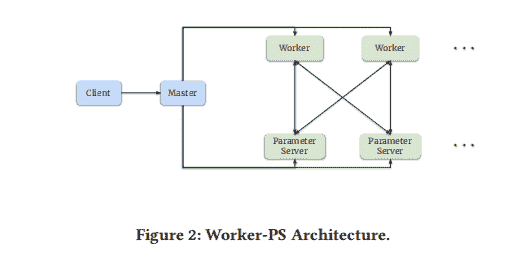 Worker
Worker
...
Client
Master
Parameter
Server
Parameter
Server
...
Figure 2: Worker-PS Architecture.